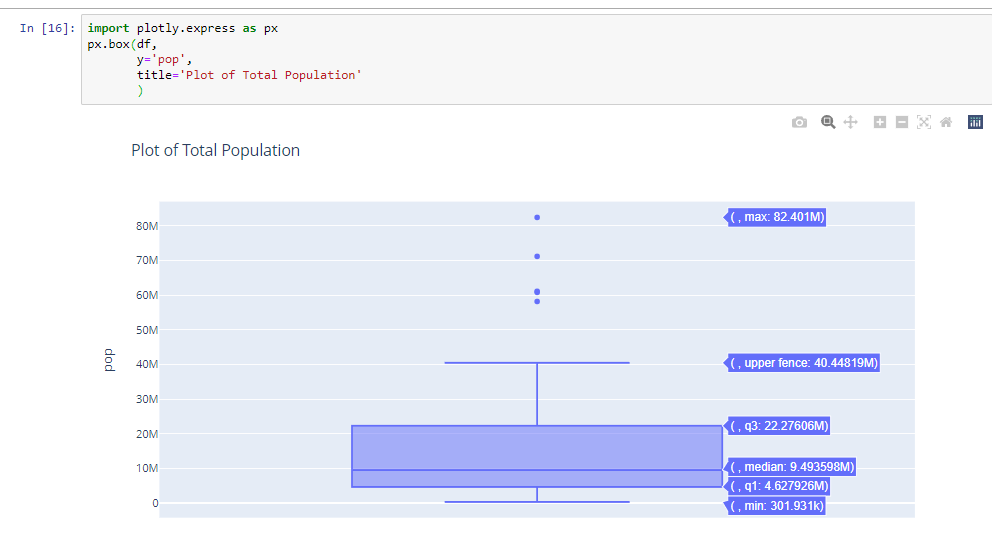 In [16]:
import plotly.express as px
px.box(df,
y='pop',
title='Plot of Total Population'
)
Plot of Total Population
pop
80M
70M
60M
50M
40M
30M
20M
10M
0
( , max: 82.401M)
( , upper fence: 40.44819M)
( , q3: 22.27606M)
( , median: 9.493598M)
( , q1: 4.627926M)
( , min: 301.931k)